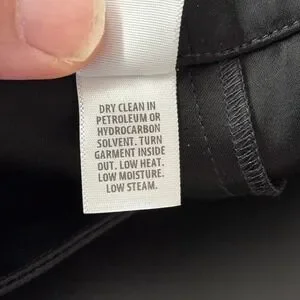 DRY CLEAN IN
PETROLEUM OR
HYDROCARBON
SOLVENT. TURN
GARMENT INSIDE
OUT. LOW HEAT.
LOW MOISTURE.
LOW STEAM.